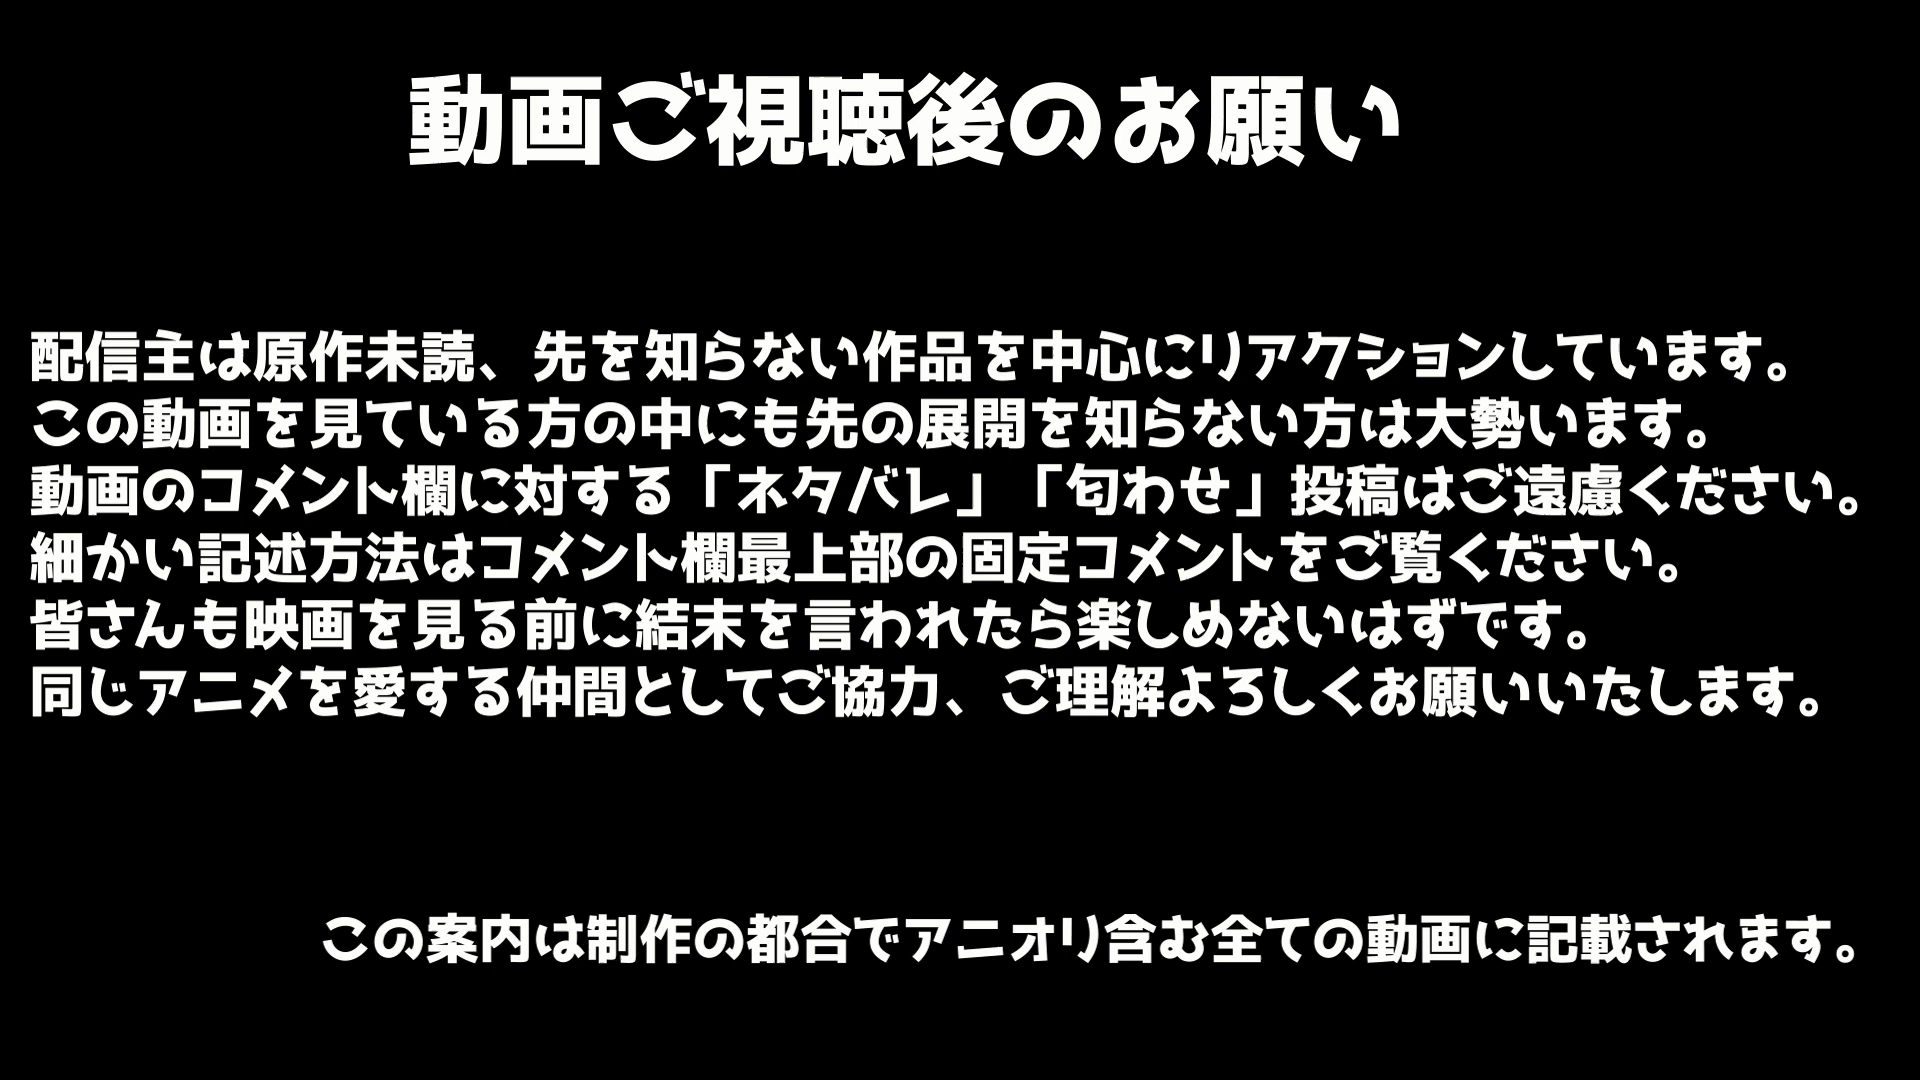 動画ご視聴後のお願い
配信主は原作未読、先を知らない作品を中心にリアクションしています。
この動画を見ている方の中にも先の展開を知らない方は大勢います。
動画のコメント欄に対する「ネタバレ」「匂わせ」投稿はご遠慮ください。
細かい記述方法はコメント欄最上部の固定コメントをご覧ください。
皆さんも映画を見る前に結末を言われたら楽しめないはずです。
同じアニメを愛する仲間としてご協力、ご理解よろしくお願いいたします。
この案内は制作の都合でアニオリ含む全ての動画に記載されます。